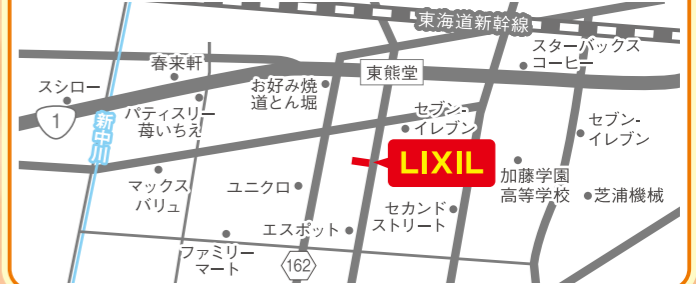 東海道新幹線
スターバックス
コーヒー
春来軒
東熊堂
スシロー
お好み焼
道とん堀
1
パティスリー
苺いちえ
新中川
セブン-
イレブン
セブン-
イレブン
LIXIL
加藤学園
高等学校
芝浦機械
マックス
バリュ
ユニクロ
セカンド
ストリート
エスポット
ファミリー
マート
162